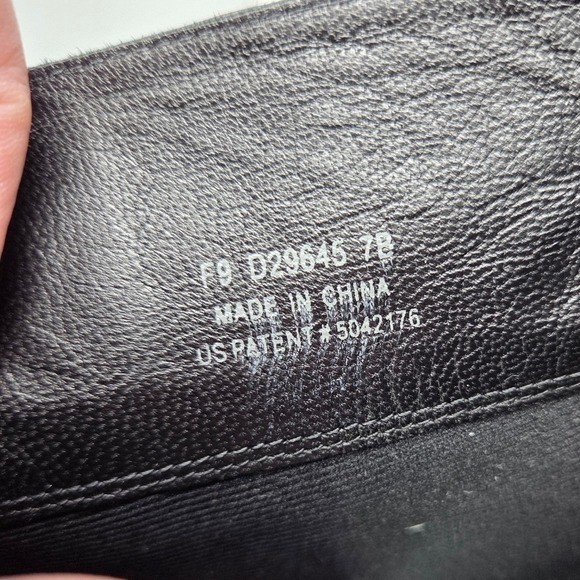 F9 D29645 7B
MADE IN CHINA
US PATENT # 5042176